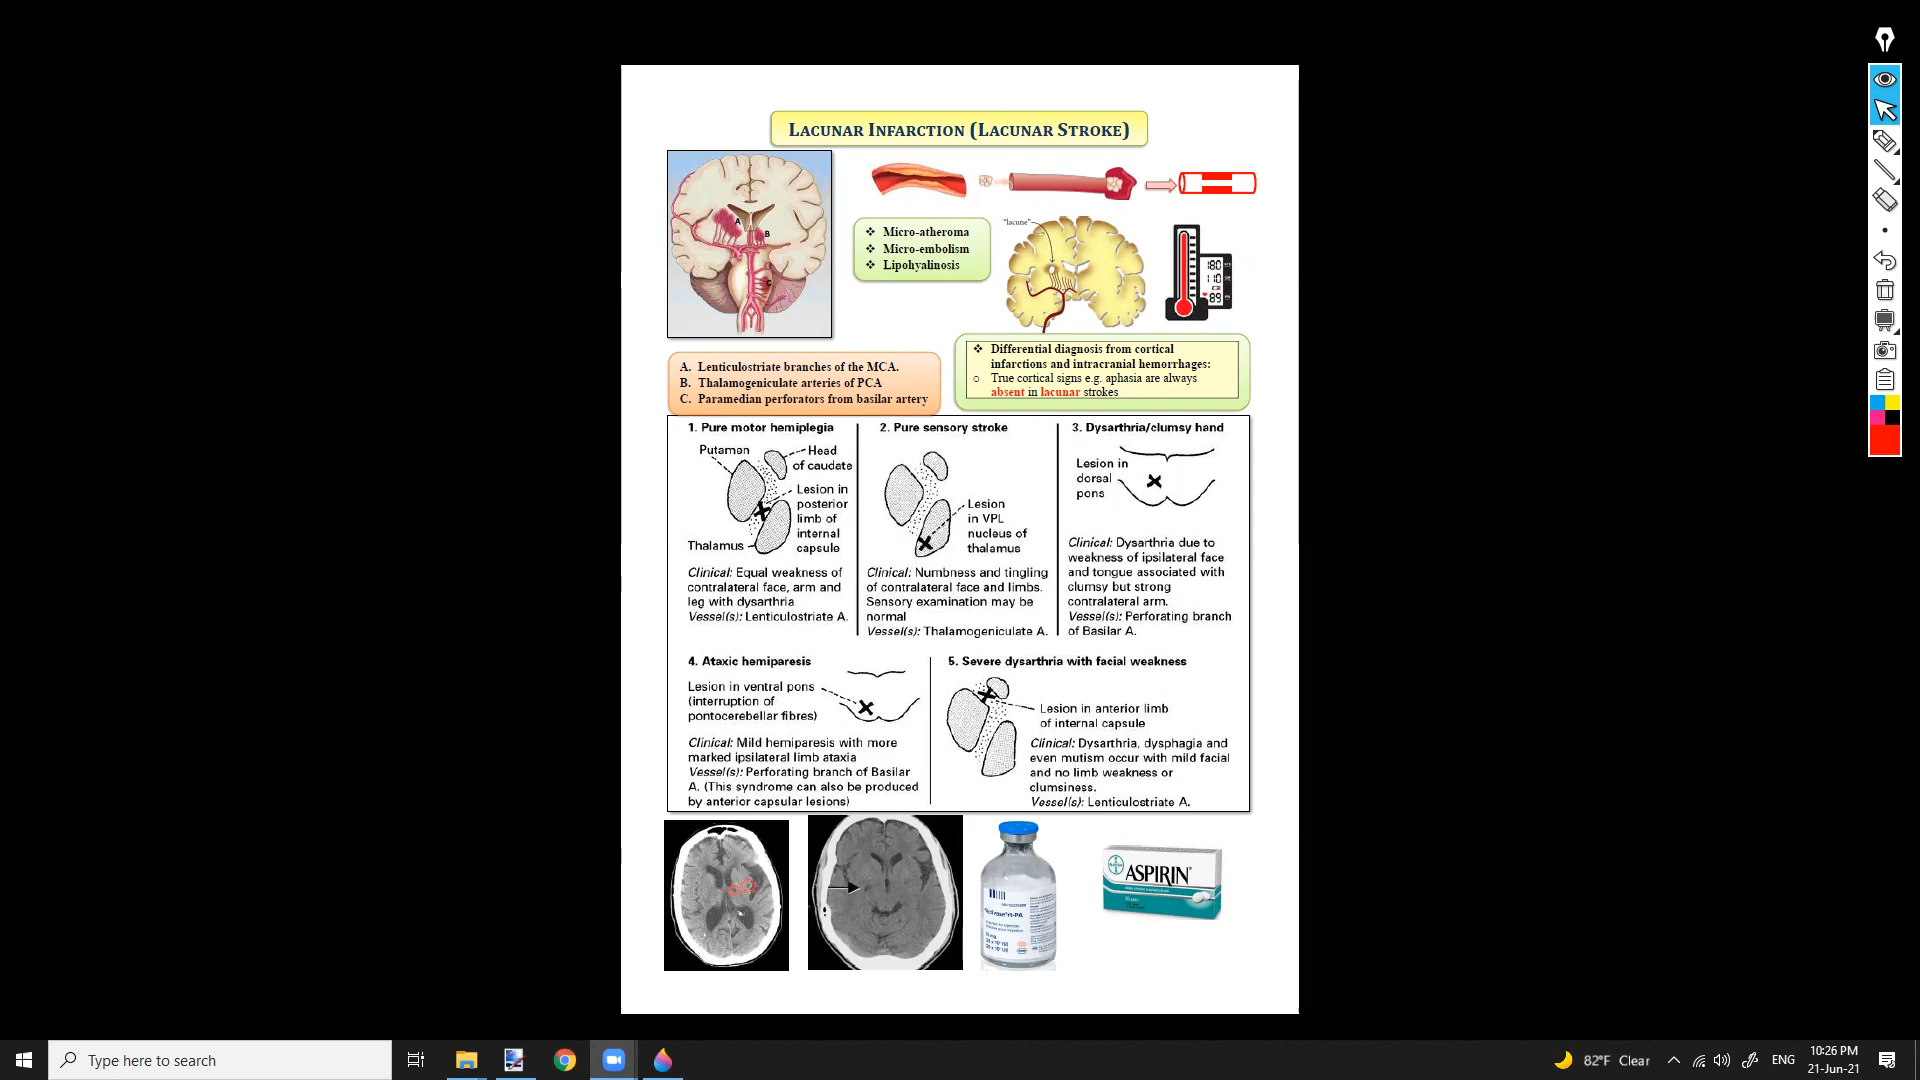 LACUNAR INFARCTION (LACUNAR STROKE)
A
B
C
❖ Micro-atheroma
❖ Micro-embolism
❖ Lipohyalinosis
"lacune"
180
110
89
A. Lenticulostriate branches of the MCA.
B. Thalamogeniculate arteries of PCA
C. Paramedian perforators from basilar artery
❖ Differential diagnosis from cortical
infarctions and intracranial hemorrhages:
o True cortical signs e.g. aphasia are always
absent in lacunar strokes
1. Pure motor hemiplegia
Putamen
Head
of caudate
Lesion in
posterior
limb of
internal
capsule
Thalamus
Clinical: Equal weakness of
contralateral face, arm and
leg with dysarthria
Vessel(s): Lenticulostriate A.
2. Pure sensory stroke
Lesion
in VPL
nucleus of
thalamus
Clinical: Numbness and tingling
of contralateral face and limbs.
Sensory examination may be
normal
Vessel(s): Thalamogeniculate A.
3. Dysarthria/clumsy hand
Lesion in
dorsal
pons
Clinical: Dysarthria due to
weakness of ipsilateral face
and tongue associated with
clumsy but strong
contralateral arm.
Vessel(s): Perforating branch
of Basilar A.
4. Ataxic hemiparesis
Lesion in ventral pons
(interruption of
pontocerebellar fibres)
Clinical: Mild hemiparesis with more
marked ipsilateral limb ataxia
Vessel(s): Perforating branch of Basilar
A. (This syndrome can also be produced
by anterior capsular lesions)
5. Severe dysarthria with facial weakness
Lesion in anterior limb
of internal capsule
Clinical: Dysarthria, dysphagia and
even mutism occur with mild facial
and no limb weakness or
clumsiness.
Vessel(s): Lenticulostriate A.
rt-PA
ASPIRIN
Type here to search
82°F Clear
ENG
10:26 PM
21-Jun-21